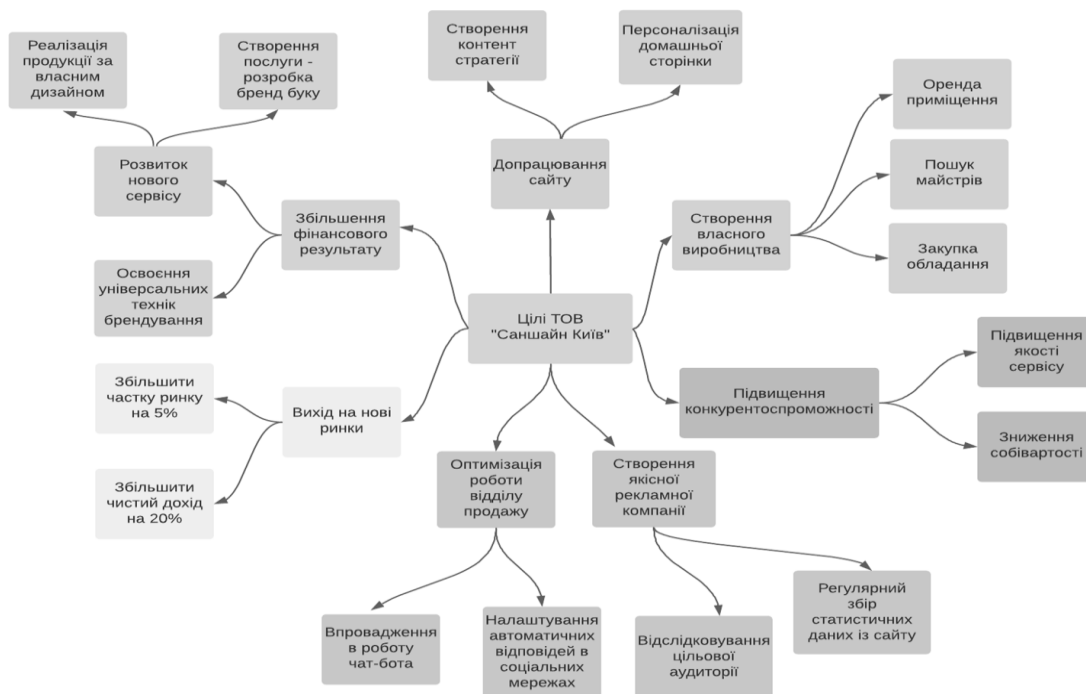 Реалізація
продукції за
власним
дизайном
Створення
послуги -
розробка
бренд буку
Створення
контент
стратегії
Персоналізація
домашньої
сторінки
Оренда
приміщення
Розвиток
нового
сервісу
Допрацювання
сайту
Пошук
майстрів
Збільшення
фінансового
результату
Створення
власного
виробництва
Закупка
обладання
Освоєння
універсальних
технік
брендування
Цілі ТОВ
"Саншайн Київ"
Підвищення
якості
сервісу
Збільшити
частку ринку
на 5%
Вихід на нові
ринки
Підвищення
конкурентоспроможності
Зниження
собівартості
Збільшити
чистий дохід
на 20%
Оптимізація
роботи
відділу
продажу
Створення
якісної
рекламної
компанії
Впровадження
в роботу
чат-бота
Налаштування
автоматичних
відповідей в
соціальних
мережах
Відслідковування
цільової
аудиторії
Регулярний
збір
статистичних
даних із сайту